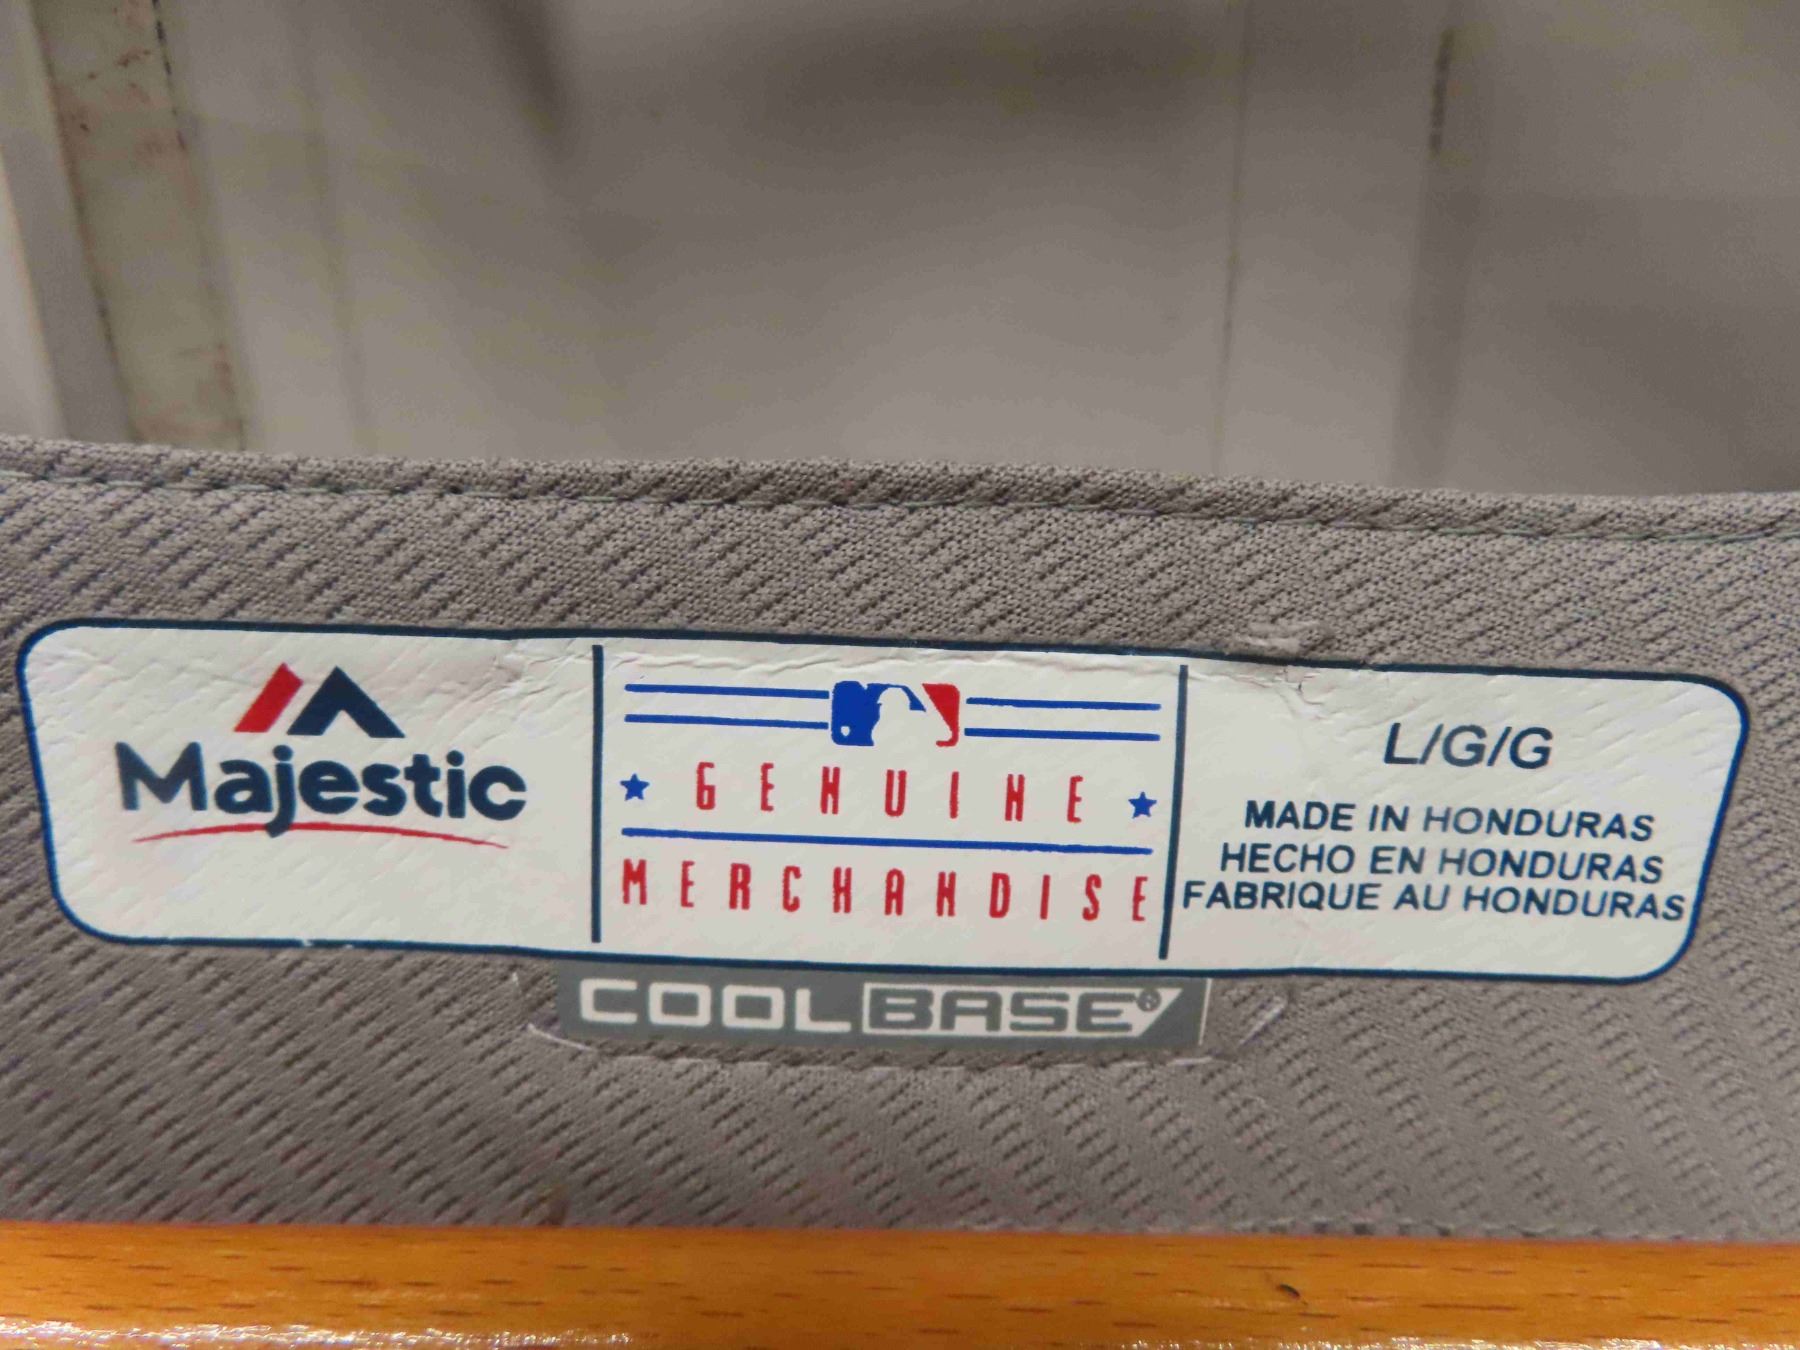 Majestic
GENUINE
MERCHANDISE
L/G/G
MADE IN HONDURAS
HECHO EN HONDURAS
FABRIQUE AU HONDURAS
COOLBASE®